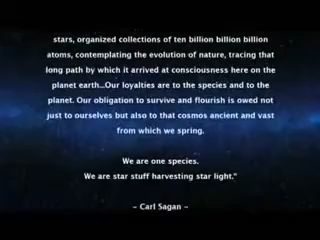 stars, organized collections of ten billion billion billion
atoms, contemplating the evolution of nature, tracing that
long path by which it arrived at consciousness here on the
planet earth...Our loyalties are to the species and to the
planet. Our obligation to survive and flourish is owed not
just to ourselves but also to that cosmos ancient and vast
from which we spring.
We are one species.
We are star stuff harvesting star light."
~ Carl Sagan ~